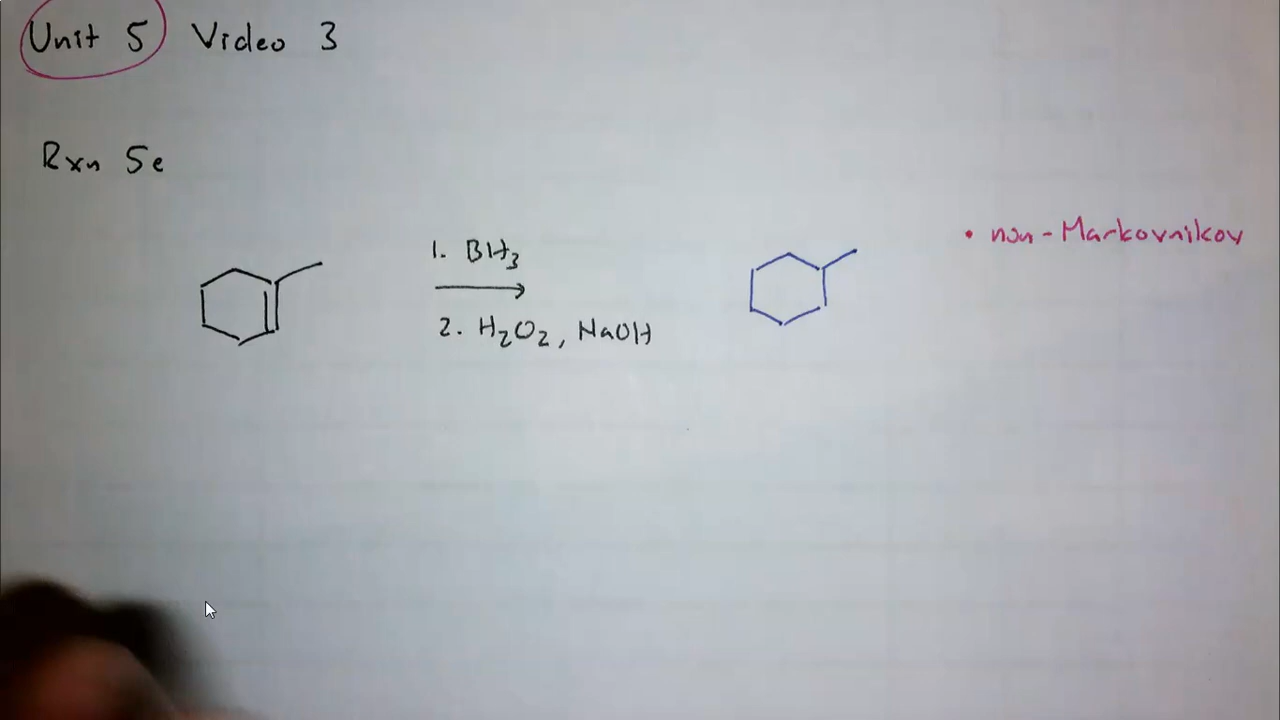 Unit 5 Video 3
Rxn 5e
1. BH₃
2. H₂O₂, NaOH
• non-Markovnikov